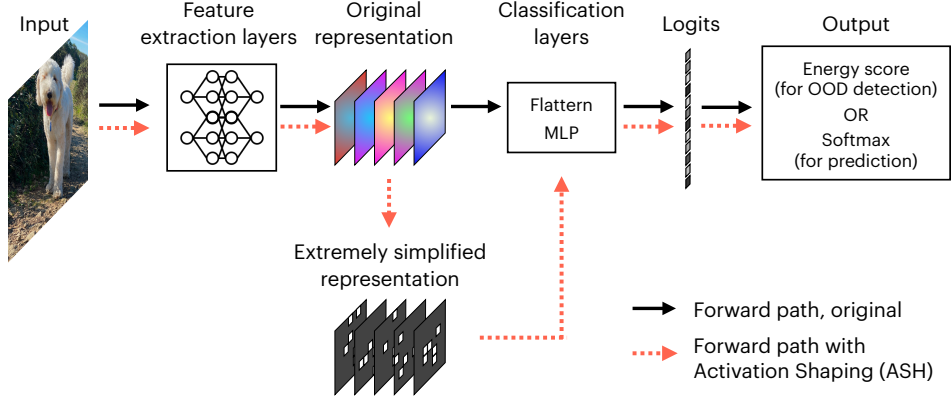 Input
Feature
extraction layers
Original
representation
Classification
layers
Logits
Output
Flattern
MLP
Energy score
(for OOD detection)
OR
Softmax
(for prediction)
Extremely simplified
representation
Forward path, original
Forward path with
Activation Shaping (ASH)